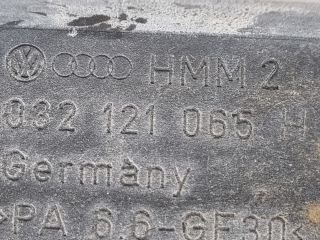 HMM 2
032 121 065 H
Germany
>PA 6.6-GF30<